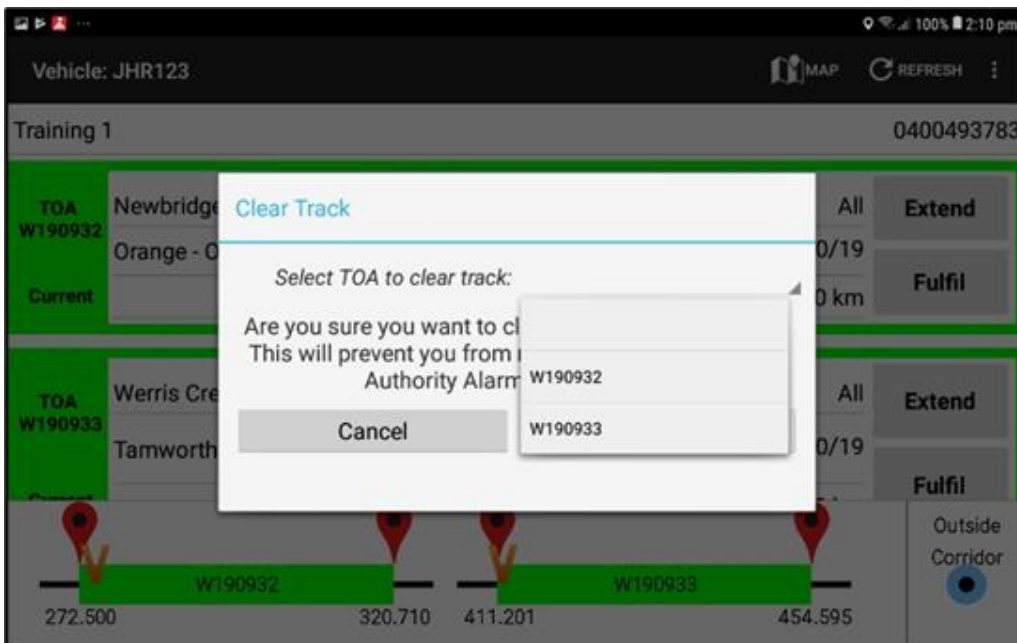 100% 2:10 pm
Vehicle: JHR123
MAP
REFRESH
Training 1
0400493783
TOA
W190932
Current
Newbridge
Orange - O
All
0/19
0 km
Extend
Fulfil
Clear Track
Select TOA to clear track:
Are you sure you want to cl
This will prevent you from
Authority Alarm
Cancel
W190932
W190933
TOA
W190933
Current
Werris Cre
Tamworth
All
0/19
Extend
Fulfil
W190932
W190933
272.500
320.710
411.201
454.595
Outside
Corridor